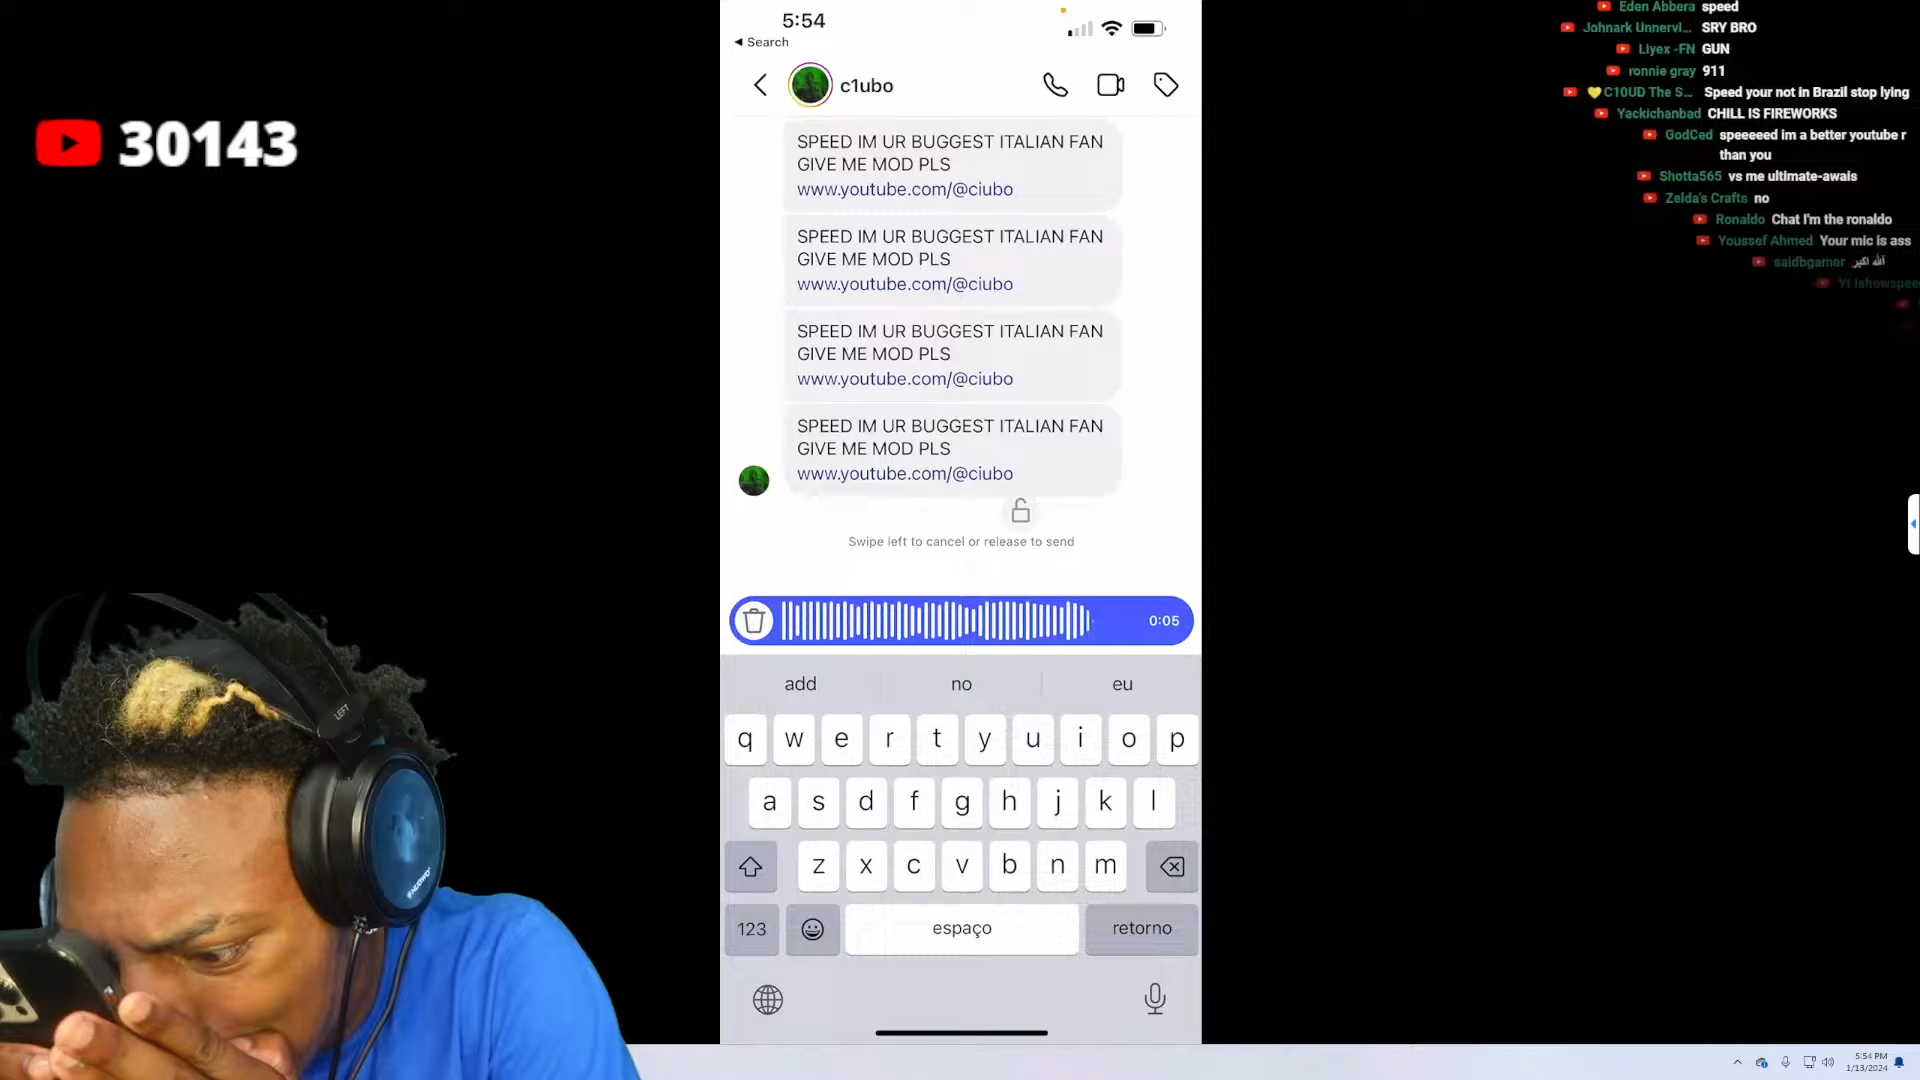 30143
5:54
Search
c1ubo
SPEED IM UR BUGGEST ITALIAN FAN
GIVE ME MOD PLS
www.youtube.com/@ciubo
SPEED IM UR BUGGEST ITALIAN FAN
GIVE ME MOD PLS
www.youtube.com/@ciubo
SPEED IM UR BUGGEST ITALIAN FAN
GIVE ME MOD PLS
www.youtube.com/@ciubo
SPEED IM UR BUGGEST ITALIAN FAN
GIVE ME MOD PLS
www.youtube.com/@ciubo
Swipe left to cancel or release to send
0:05
add no eu
q w e r t y u i o p
a s d f g h j k l
z x c v b n m
123 espaço retorno
Eden Abbera speed
Johnark Unnervi... SRY BRO
Liyex -FN GUN
ronnie gray 911
C10UD The S... Speed your not in Brazil stop lying
Yackichanbad CHILL IS FIREWORKS
GodCed speeeeed im a better youtube r
than you
Shotta565 vs me ultimate-awais
Zelda's Crafts no
Ronaldo Chat I'm the ronaldo
Youssef Ahmed Your mic is ass
saidbgamer الله اكبر
Yt Ishowspee
LEFT
5:54 PM
1/13/2024